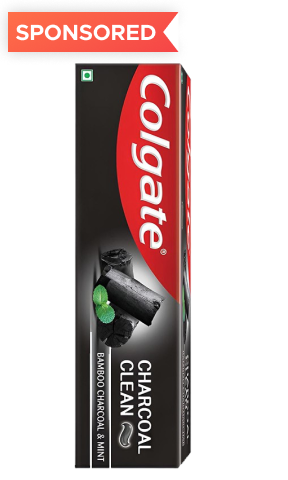 SPONSORED
Colgate®
CHARCOAL
CLEAN
BAMBOO CHARCOAL & MINT